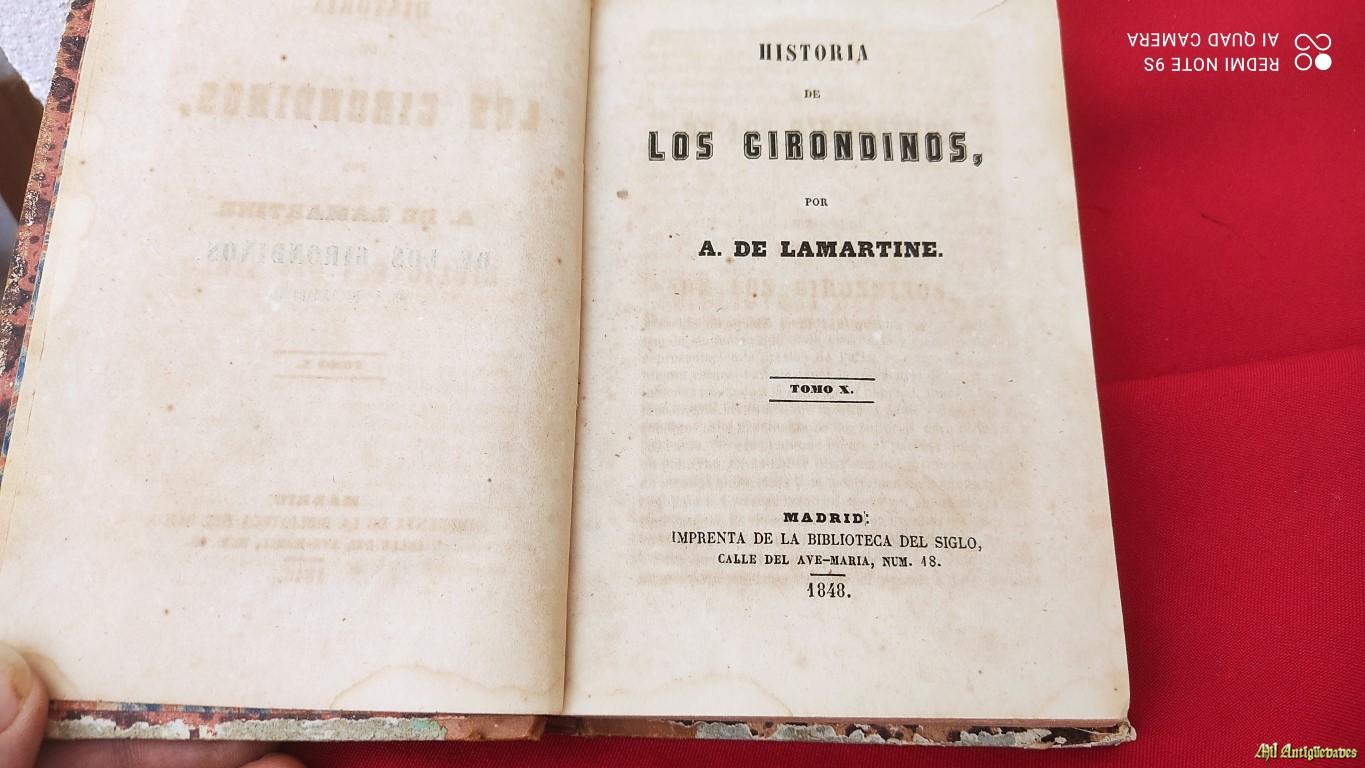 HISTORIA
DE
LOS GIRONDINOS,
POR
A. DE LAMARTINE.
TOMO X.
MADRID:
IMPRENTA DE LA BIBLIOTECA DEL SIGLO,
CALLE DEL AVE-MARIA, NUM. 18.
1848.
REDMI NOTE 9S
AI QUAD CAMERA
Mil Antigüedades